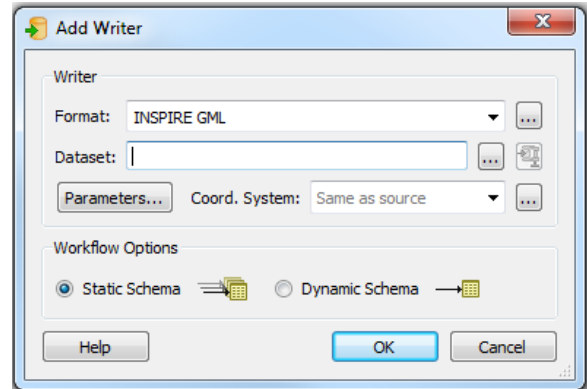 Add Writer
Writer
Format: INSPIRE GML
Dataset:
Parameters... Coord. System: Same as source
Workflow Options
Static Schema Dynamic Schema
Help OK Cancel